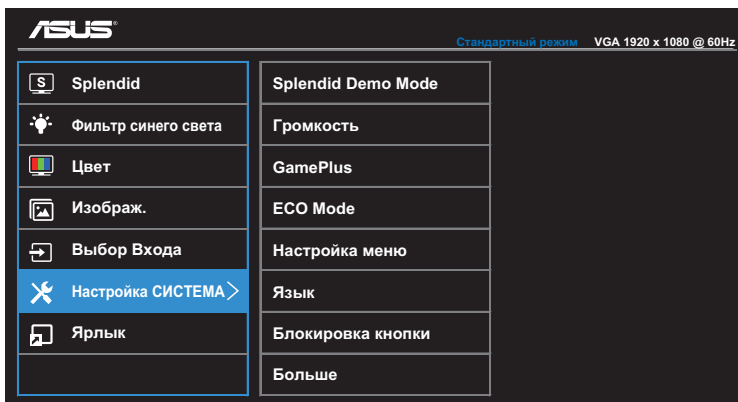 ASUS
Стандартный режим VGA 1920 x 1080 @ 60Hz
S Splendid
Фильтр синего света
Цвет
Изображ.
Выбор Входа
Настройка СИСТЕМА
Ярлык
Splendid Demo Mode
Громкость
GamePlus
ECO Mode
Настройка меню
Язык
Блокировка кнопки
Больше